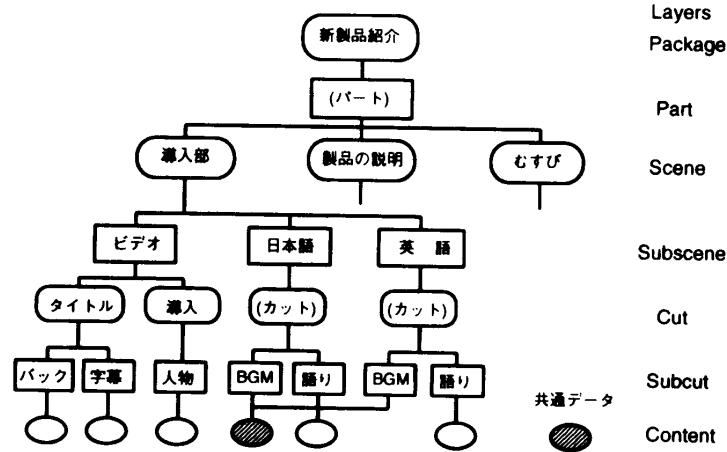 Layers
新製品紹介
Package
(パート)
Part
導入部
製品の説明
むすび
Scene
ビデオ
日本語
英 語
Subscene
タイトル
導入
(カット)
(カット)
Cut
バック
字幕
人物
BGM
語り
BGM
語り
Subcut
共通データ
Content